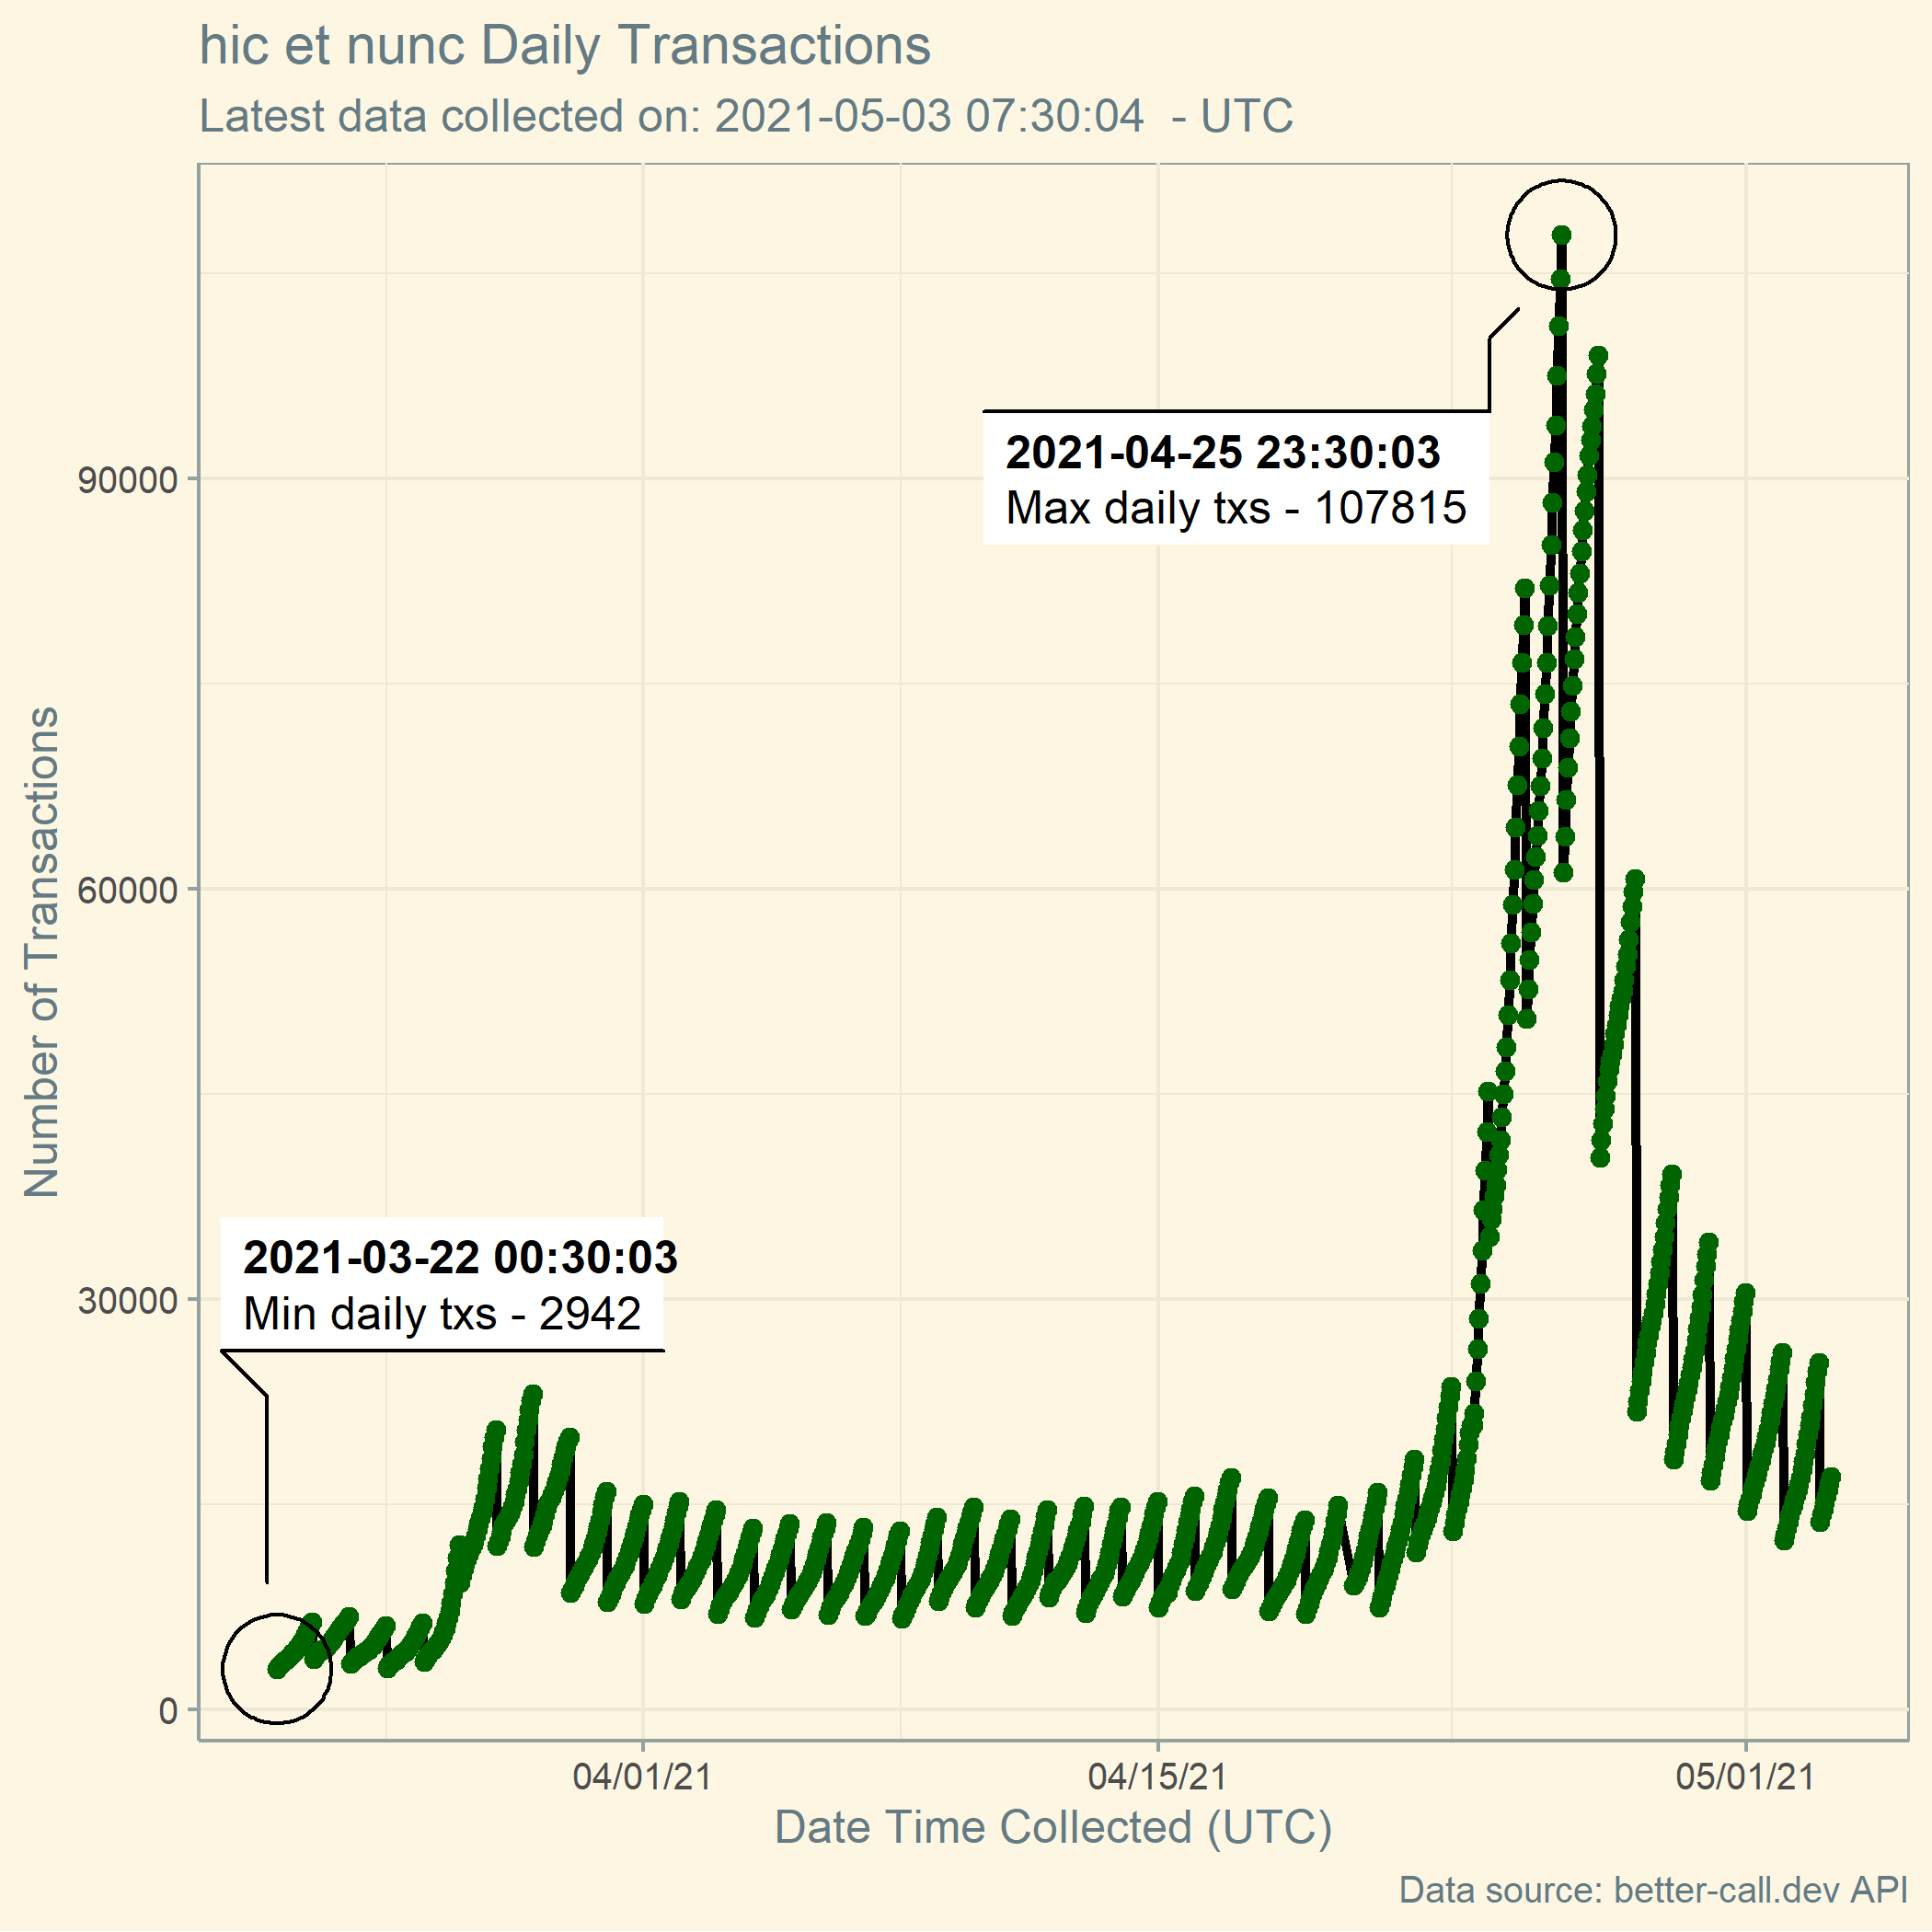 hic et nunc Daily Transactions
Latest data collected on: 2021-05-03 07:30:04  - UTC
2021-04-25 23:30:03
Max daily txs - 107815
2021-03-22 00:30:03
Min daily txs - 2942
Number of Transactions
90000
60000
30000
0
04/01/21
04/15/21
05/01/21
Date Time Collected (UTC)
Data source: better-call.dev API